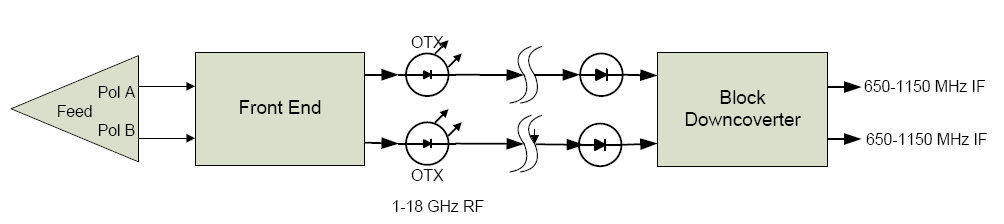 OTX
Pol A
Feed
Pol B
Front End
Block
Downcoverter
650-1150 MHz IF
650-1150 MHz IF
OTX
1-18 GHz RF